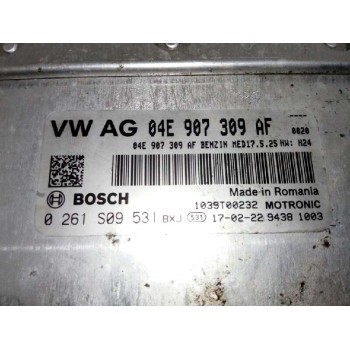 VW AG 04E 907 309 AF 0020
04E 907 309 AF BENZIN MED17.5.25 HW: H24
BOSCH
Made in Romania
1039T00232 MOTRONIC
0 261 S09 531 BXJ 531 17-02-22 9438 1003